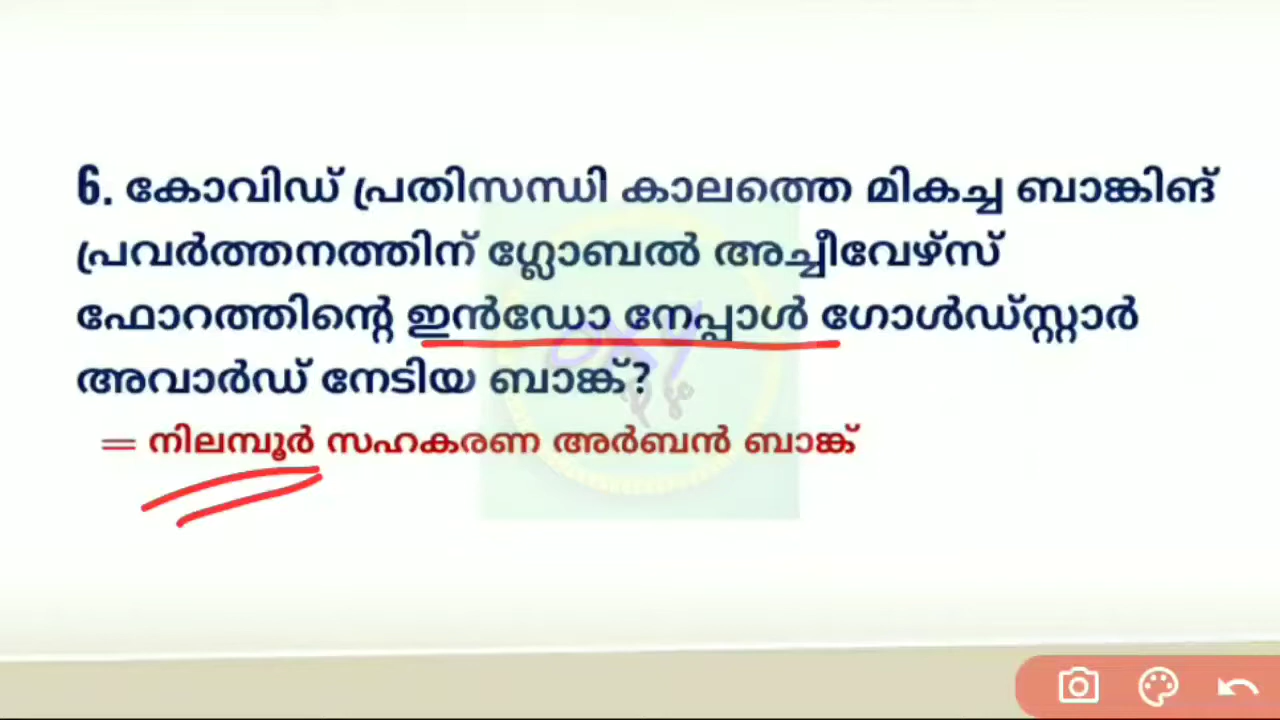 6. കോവിഡ് പ്രതിസന്ധി കാലത്തെ മികച്ച ബാങ്കിങ്
പ്രവർത്തനത്തിന് ഗ്ലോബൽ അച്ചീവേഴ്സ്
ഫോറത്തിന്റെ ഇൻഡോ നേപ്പാൾ ഗോൾഡ്സ്റ്റാർ
അവാർഡ് നേടിയ ബാങ്ക്?
= നിലമ്പൂർ സഹകരണ അർബൻ ബാങ്ക്